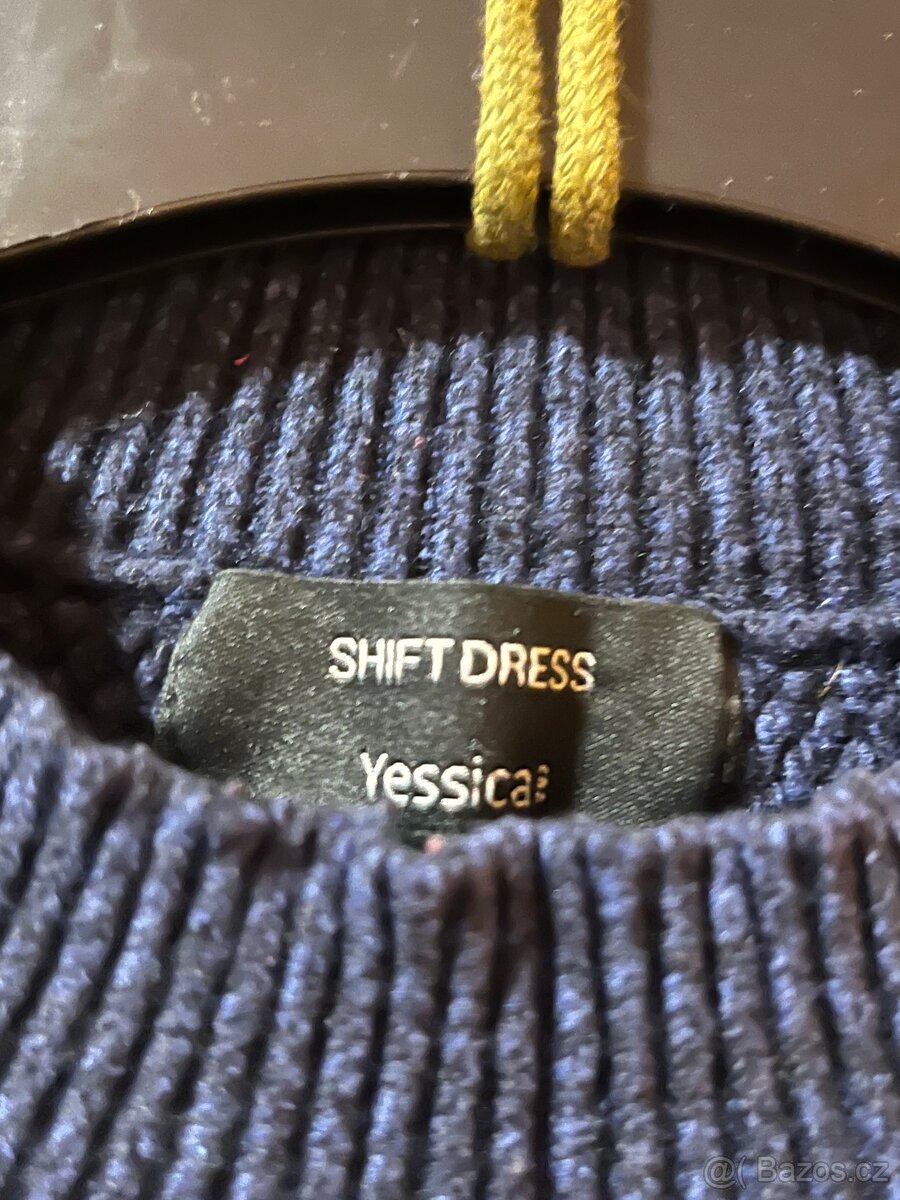 SHIFT DRESS
Yessica
@( Bazos.cz